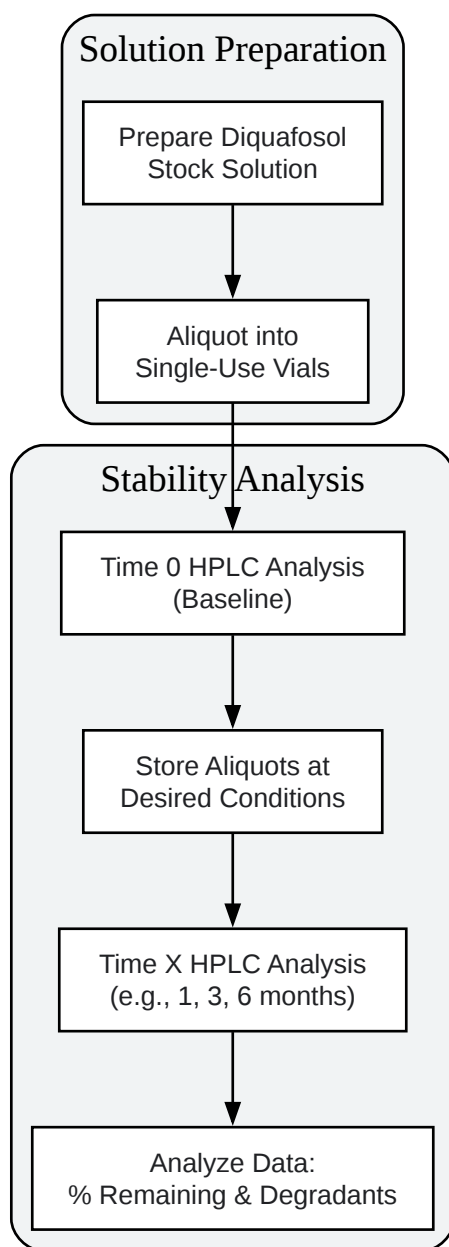 Solution Preparation
Prepare Diquafosol
Stock Solution
Aliquot into
Single-Use Vials
Stability Analysis
Time 0 HPLC Analysis
(Baseline)
Store Aliquots at
Desired Conditions
Time X HPLC Analysis
(e.g., 1, 3, 6 months)
Analyze Data:
% Remaining & Degradants